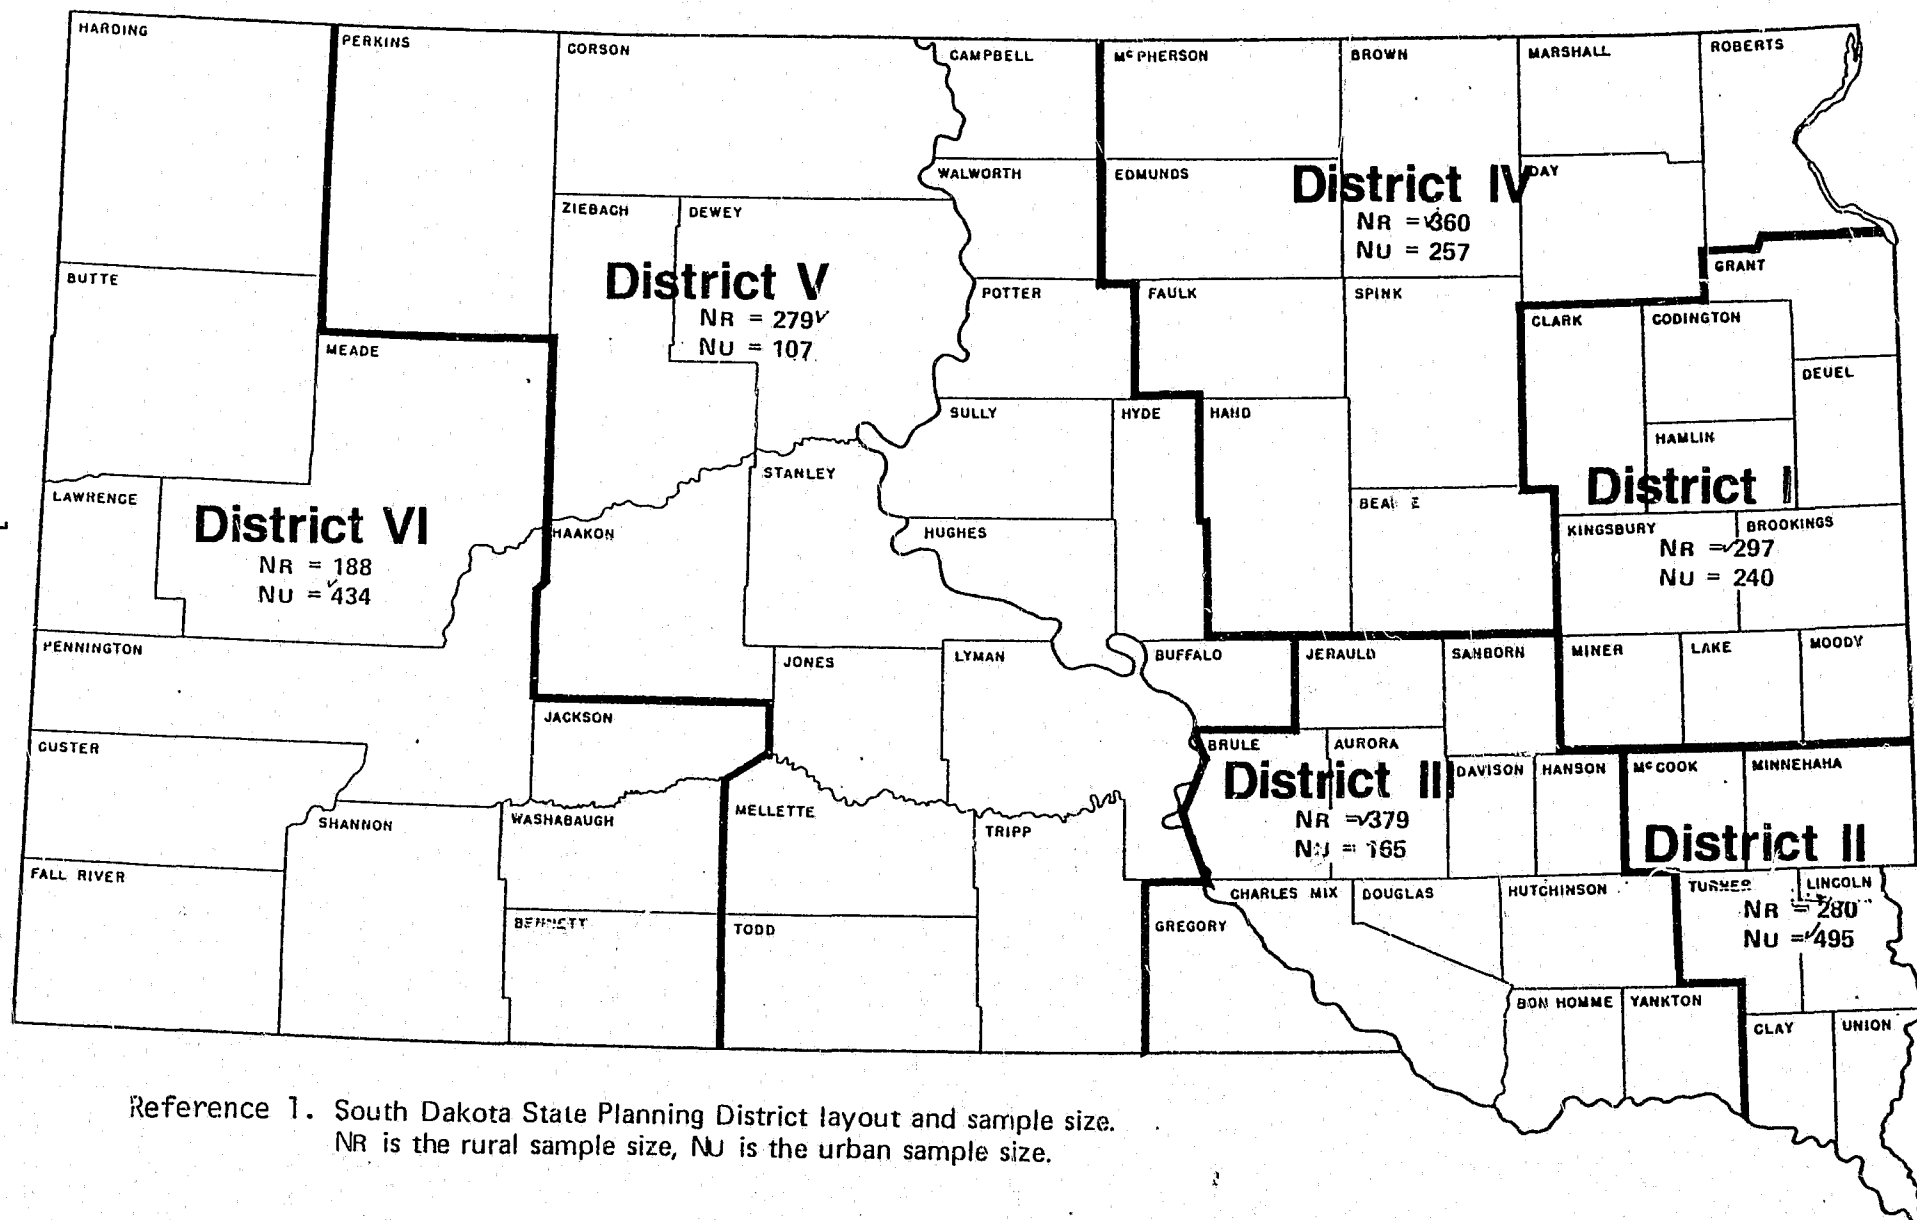 HARDING
PERKINS
CORSON
CAMPBELL
McPHERSON
BROWN
MARSHALL
ROBERTS
WALWORTH
EDMUNDS
DAY
District IV
NR = 360
NU = 257
ZIEBACH
DEWEY
District V
NR = 279
NU = 107
BUTTE
MEADE
POTTER
FAULK
SPINK
GRANT
CLARK
CODINGTON
DEUEL
SULLY
HYDE
HAND
HAMLIN
District I
KINGSBURY
BROOKINGS
NR = 297
NU = 240
STANLEY
LAWRENCE
District VI
NR = 188
NU = 434
HAAKON
HUGHES
PENNINGTON
JONES
LYMAN
BUFFALO
JERAULD
SANBORN
MINER
LAKE
MOODY
JACKSON
CUSTER
BRULE
AURORA
DAVISON
HANSON
McCOOK
MINNEHAHA
District III
NR = 379
NU = 165
SHANNON
WASHABAUGH
MELLETTE
TRIPP
District II
TURNER
LINCOLN
NR = 280
NU = 495
FALL RIVER
BENNETT
TODD
GREGORY
CHARLES MIX
DOUGLAS
HUTCHINSON
BON HOMME
YANKTON
CLAY
UNION
Reference 1. South Dakota State Planning District layout and sample size.
NR is the rural sample size, NU is the urban sample size.